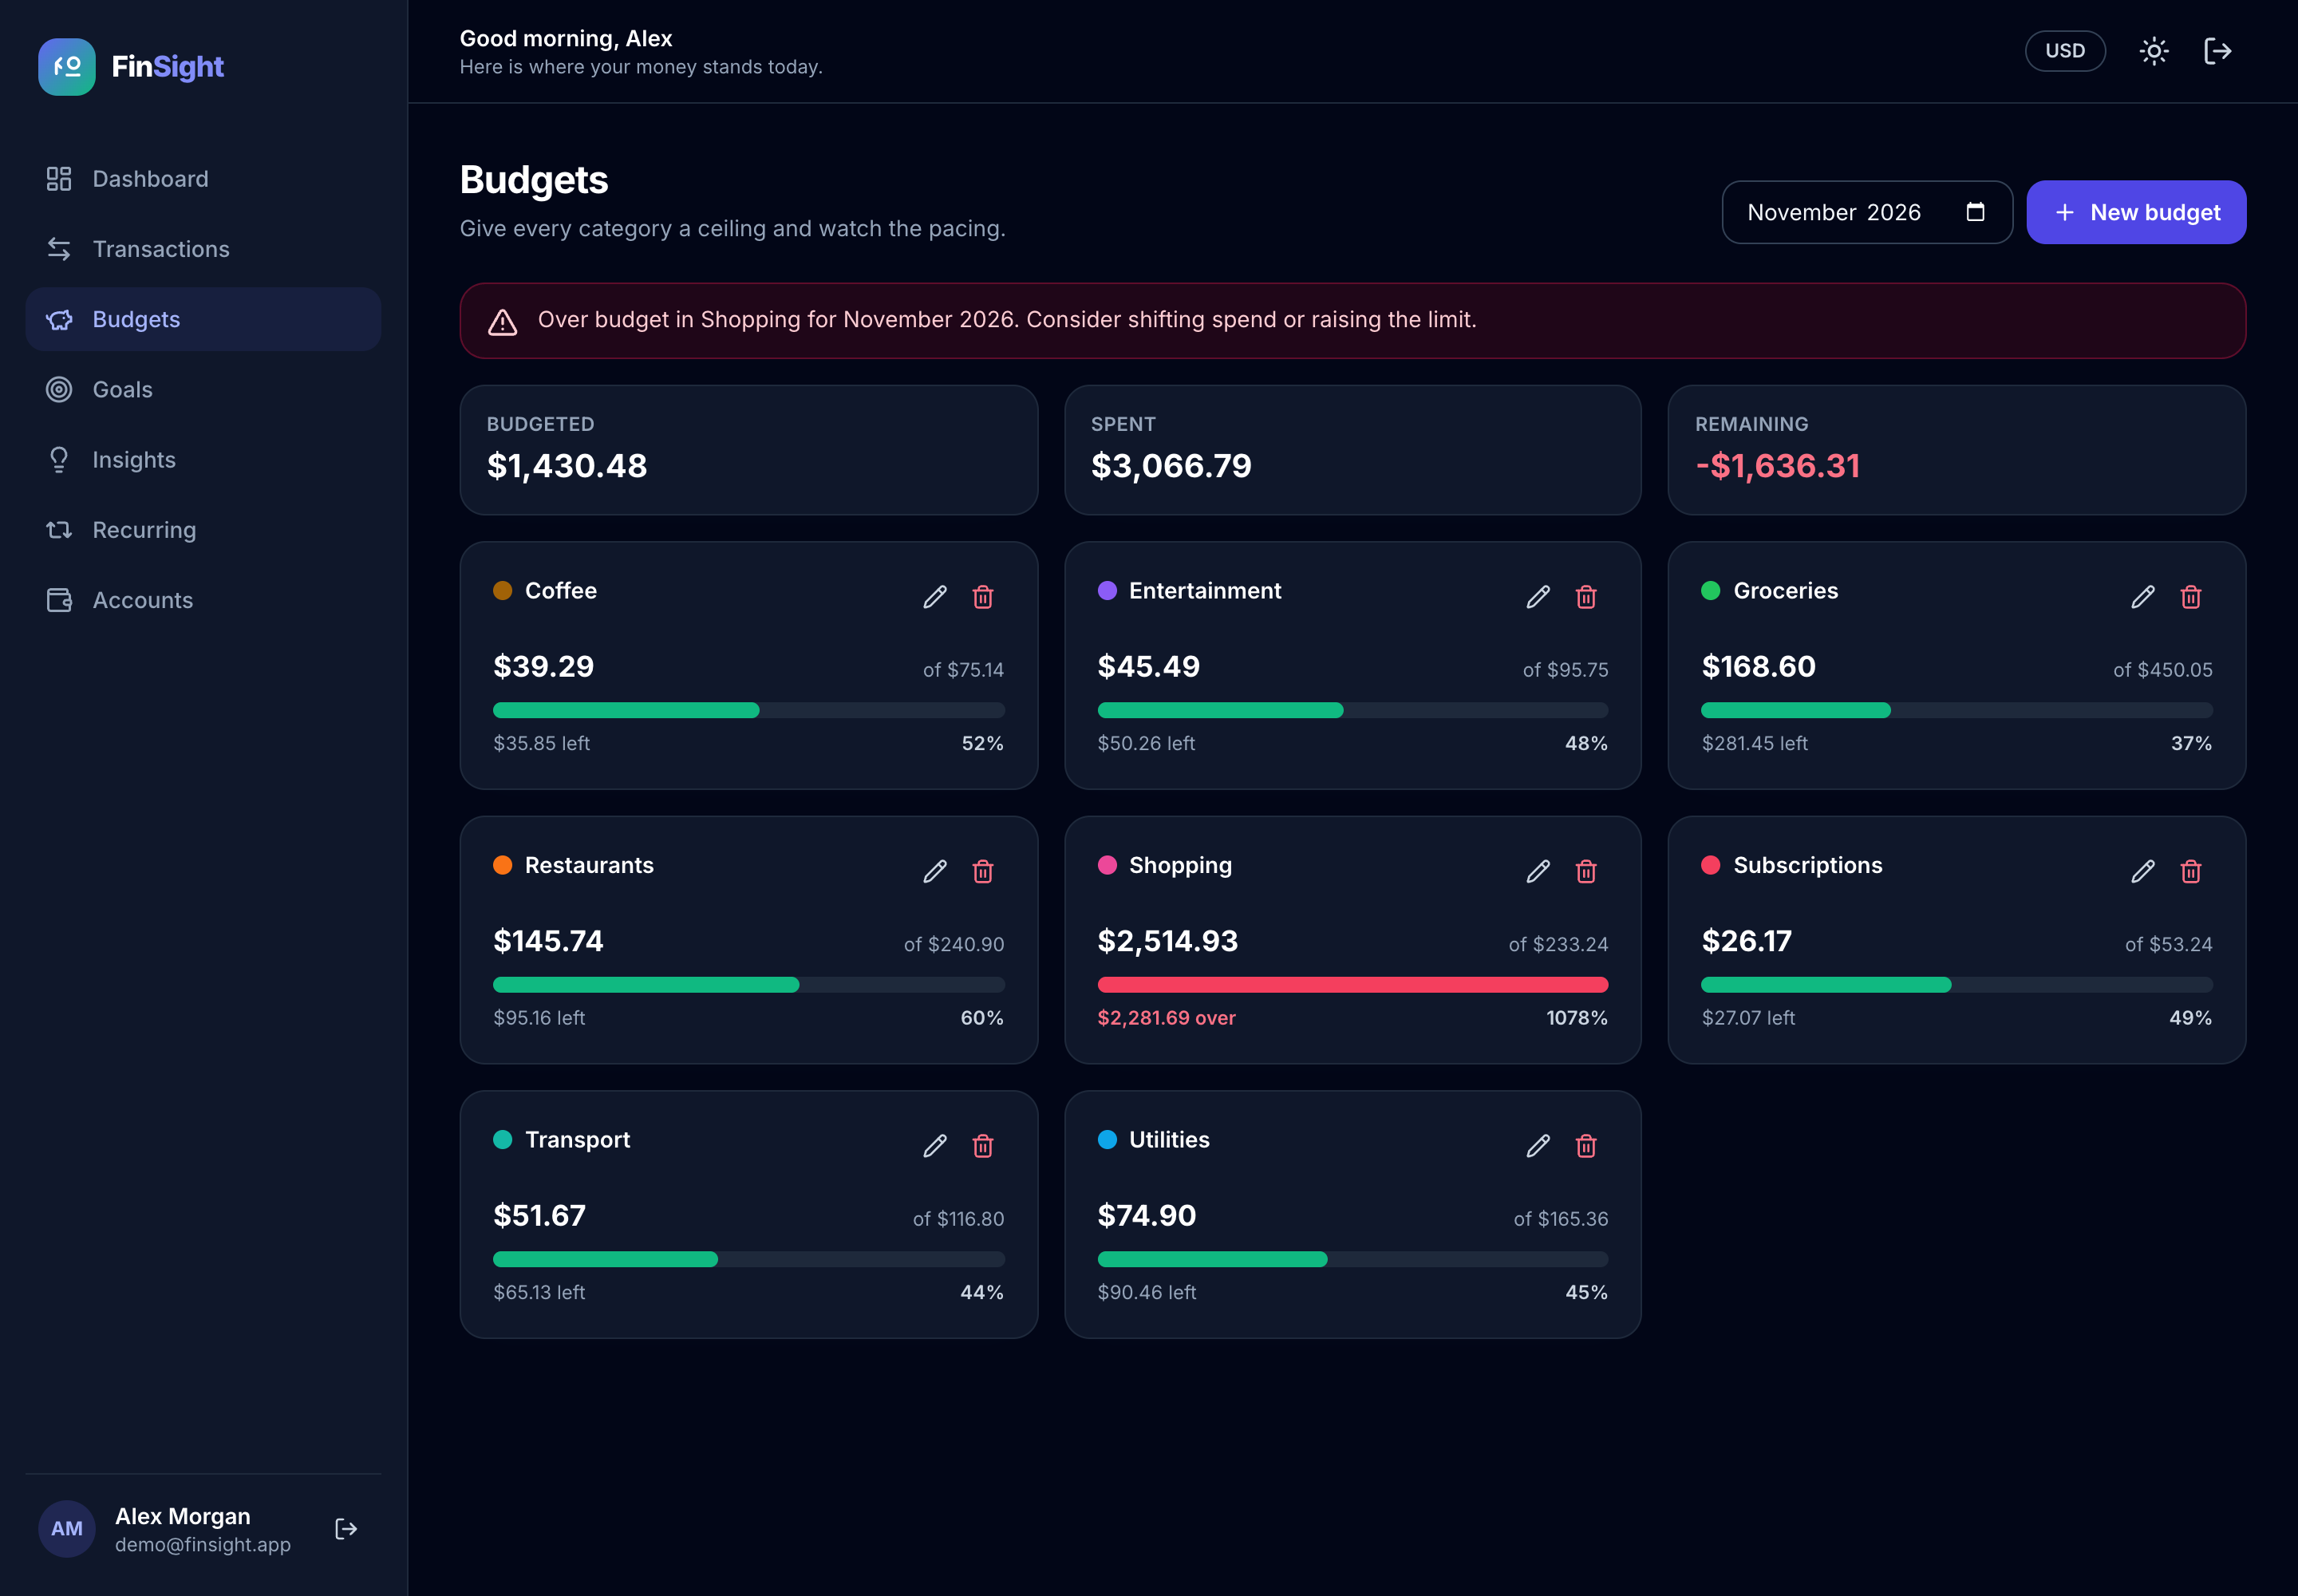 FinSight
Dashboard
Transactions
Budgets
Goals
Insights
Recurring
Accounts
AM
Alex Morgan
demo@finsight.app
Good morning, Alex
Here is where your money stands today.
USD
Budgets
Give every category a ceiling and watch the pacing.
November 2026
New budget
Over budget in Shopping for November 2026. Consider shifting spend or raising the limit.
BUDGETED
$1,430.48
SPENT
$3,066.79
REMAINING
-$1,636.31
Coffee
$39.29
of $75.14
$35.85 left
52%
Entertainment
$45.49
of $95.75
$50.26 left
48%
Groceries
$168.60
of $450.05
$281.45 left
37%
Restaurants
$145.74
of $240.90
$95.16 left
60%
Shopping
$2,514.93
of $233.24
$2,281.69 over
1078%
Subscriptions
$26.17
of $53.24
$27.07 left
49%
Transport
$51.67
of $116.80
$65.13 left
44%
Utilities
$74.90
of $165.36
$90.46 left
45%